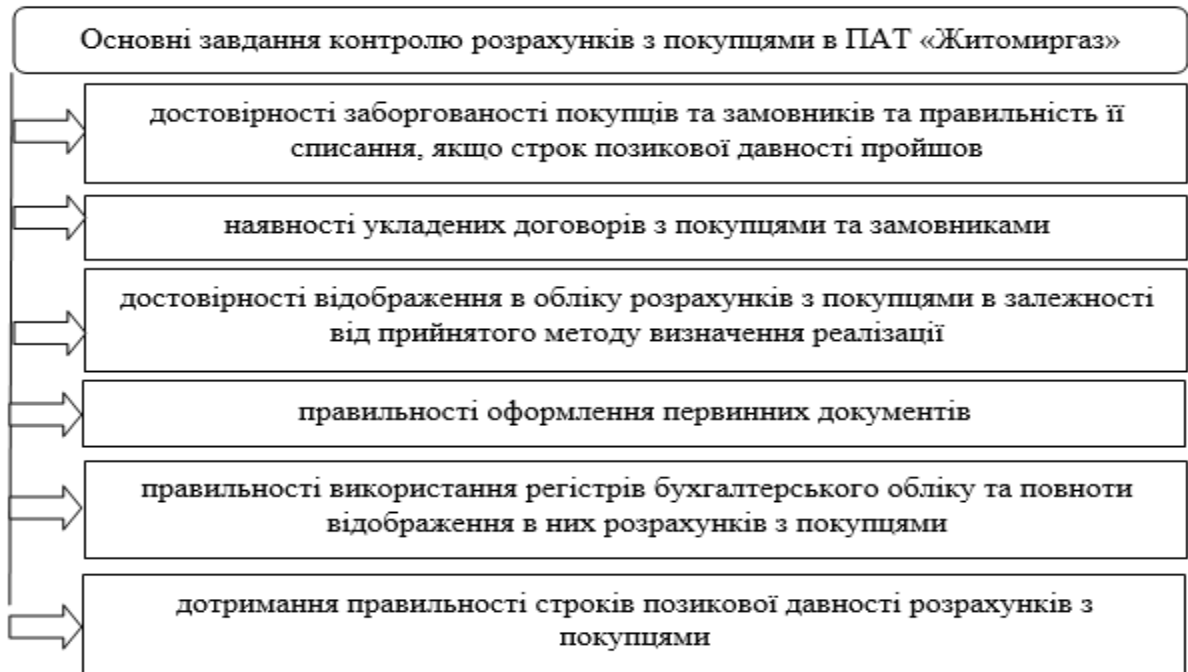 Основні завдання контролю розрахунків з покупцями в ПАТ «Житомиргаз»
достовірності заборгованості покупців та замовників та правильність її
списання, якщо строк позикової давності пройшов
наявності укладених договорів з покупцями та замовниками
достовірності відображення в обліку розрахунків з покупцями в залежності
від прийнятого методу визначення реалізації
правильності оформлення первинних документів
правильності використання регістрів бухгалтерського обліку та повноти
відображення в них розрахунків з покупцями
дотримання правильності строків позикової давності розрахунків з
покупцями